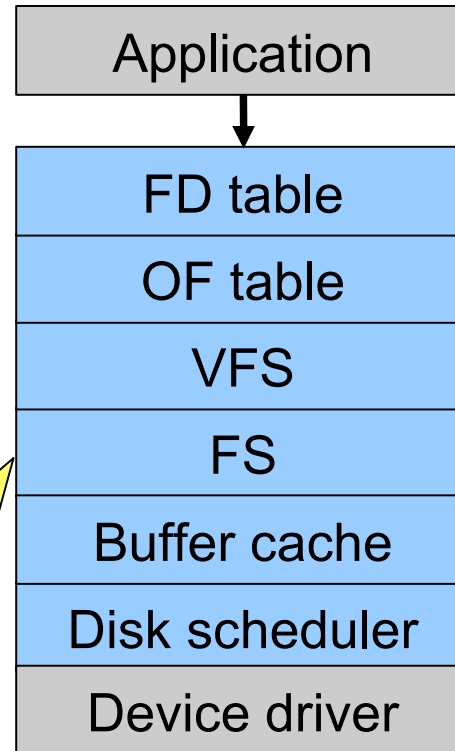 Application
FD table
OF table
VFS
FS
Buffer cache
Disk scheduler
Device driver